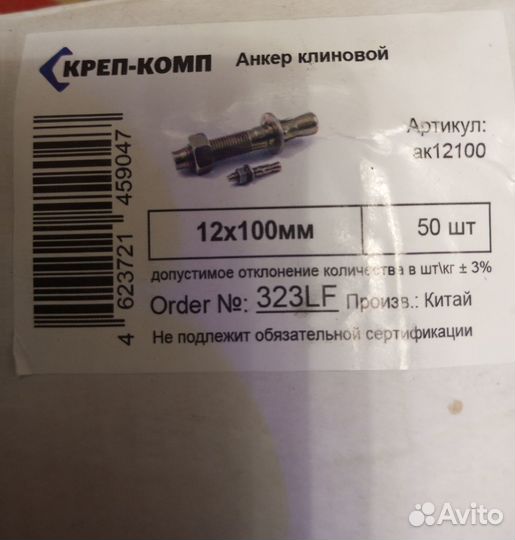 КРЕП-КОМП
Анкер клиновой
Артикул:
ак12100
12х100мм
50 шт
допустимое отклонение количества в шт\кг ± 3%
Order №: 323LF Произв.: Китай
Не подлежит обязательной сертификации
4 623721 459047
Avito